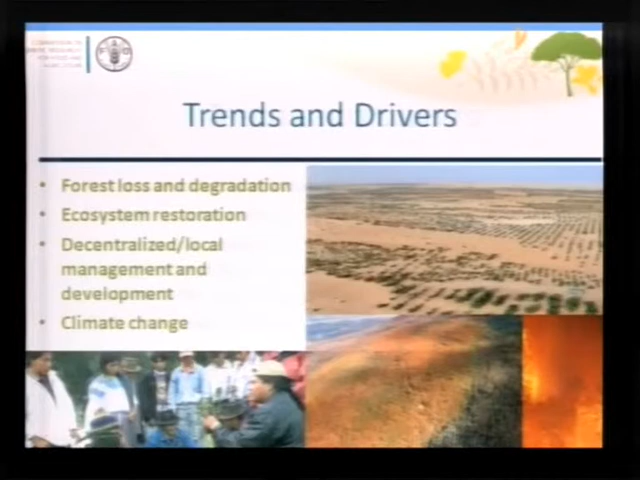 Trends and Drivers
• Forest loss and degradation
• Ecosystem restoration
• Decentralized/local
management and
development
• Climate change